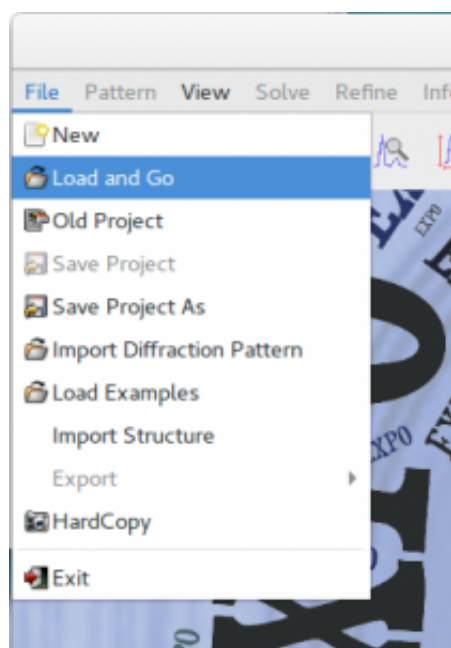 File Pattern View Solve Refine
New
Load and Go
Old Project
Save Project
Save Project As
Import Diffraction Pattern
Load Examples
Import Structure
Export
HardCopy
Exit
EXPO
EXPO